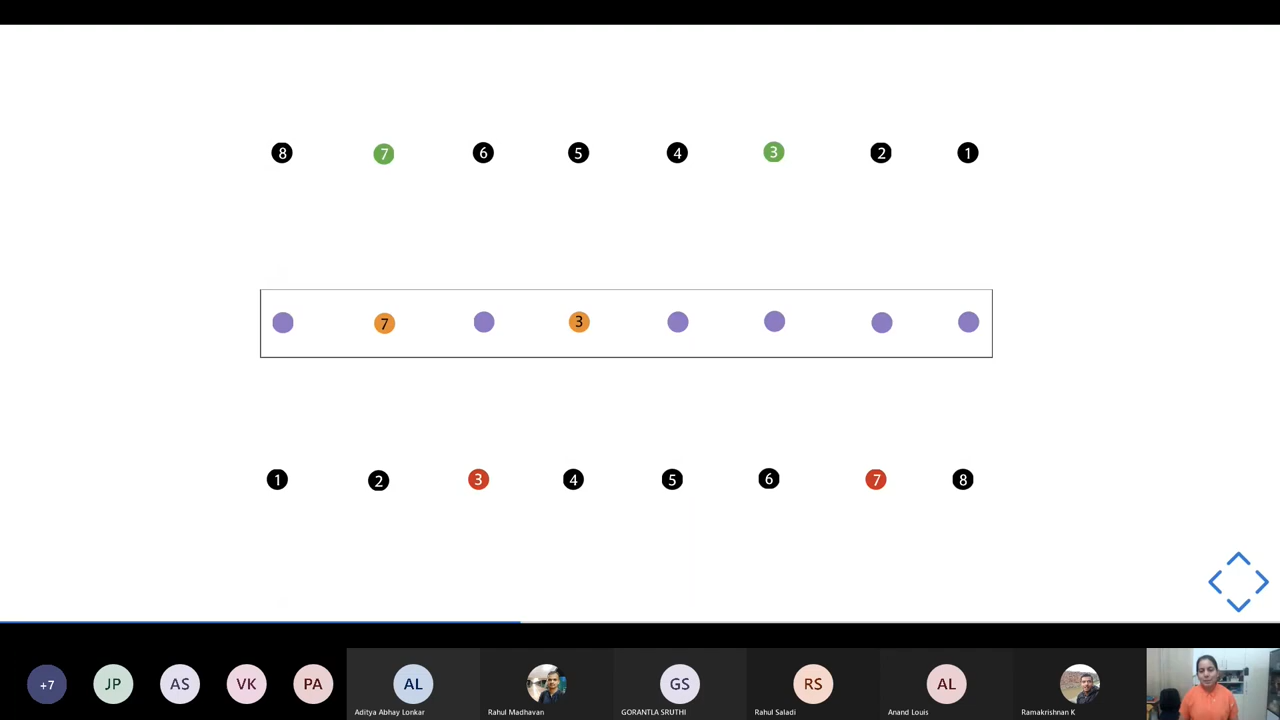 8 7 6 5 4 3 2 1
7 3
1 2 3 4 5 6 7 8
+7 JP AS VK PA AL GS RS AL
Aditya Abhay Lonkar Rahul Madhavan GORANTLA SRUTHI Rahul Saladi Anand Louis Ramakrishnan K